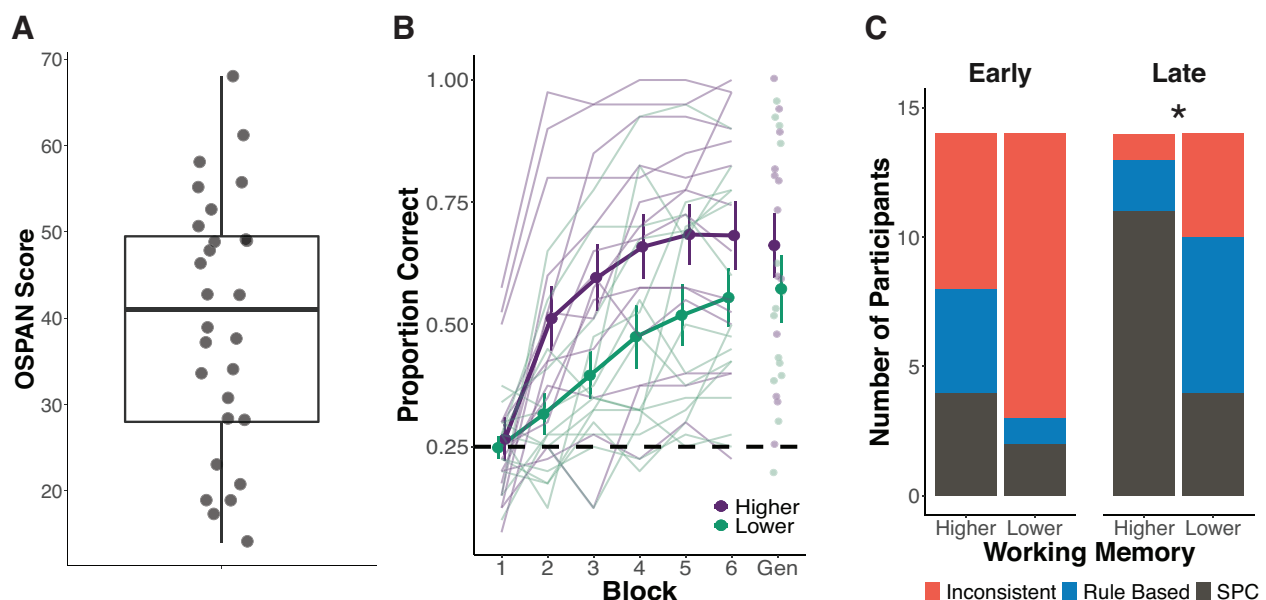 A
OSPAN Score
70
60
50
40
30
20
B
Proportion Correct
1.00
0.75
0.50
0.25
Higher
Lower
1 2 3 4 5 6 Gen
Block
C
Early Late
*
Number of Participants
15
10
5
0
Higher Lower Higher Lower
Working Memory
Inconsistent Rule Based SPC